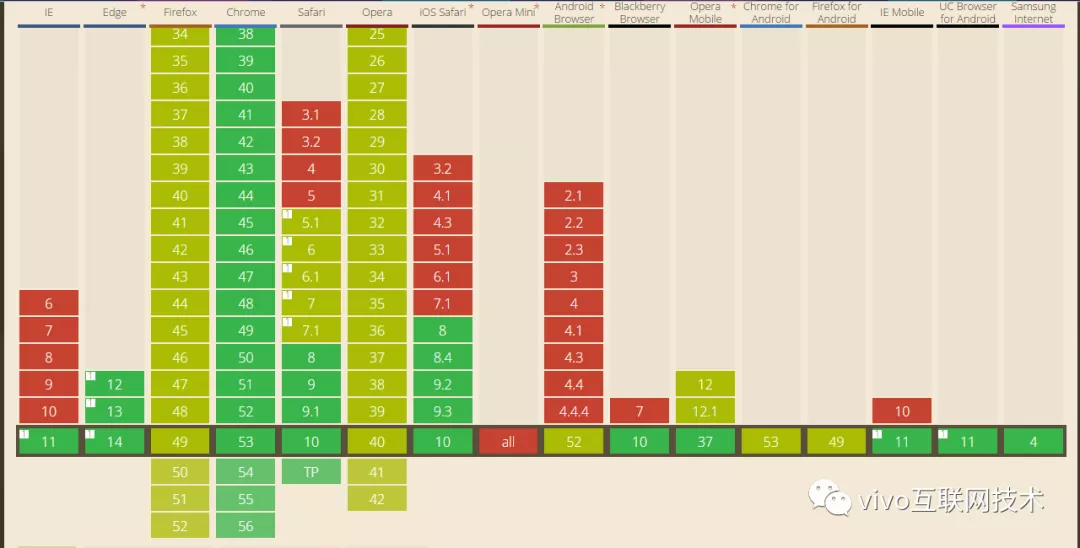 IE Edge * Firefox Chrome Safari Opera iOS Safari * Opera Mini * Android Browser * Blackberry Browser Opera Mobile * Chrome for Android Firefox for Android IE Mobile UC Browser for Android Samsung Internet
34 38 25
35 39 26
36 40 27
37 41 3.1 28
38 42 3.2 29
39 43 4 30 3.2
40 44 5 31 4.1 2.1
41 45 1 5.1 32 4.3 2.2
42 46 1 6 33 5.1 2.3
43 47 1 6.1 34 6.1 3
6 44 48 1 7 35 7.1 4
7 45 49 1 7.1 36 8 4.1
8 46 50 8 37 8.4 4.3
9 1 12 47 51 9 38 9.2 4.4 12
10 1 13 48 52 9.1 39 9.3 4.4.4 7 12.1 10
1 11 1 14 49 53 10 40 10 all 52 10 37 53 49 1 11 1 11 4
50 54 TP 41
51 55 42
52 56
vivo互联网技术